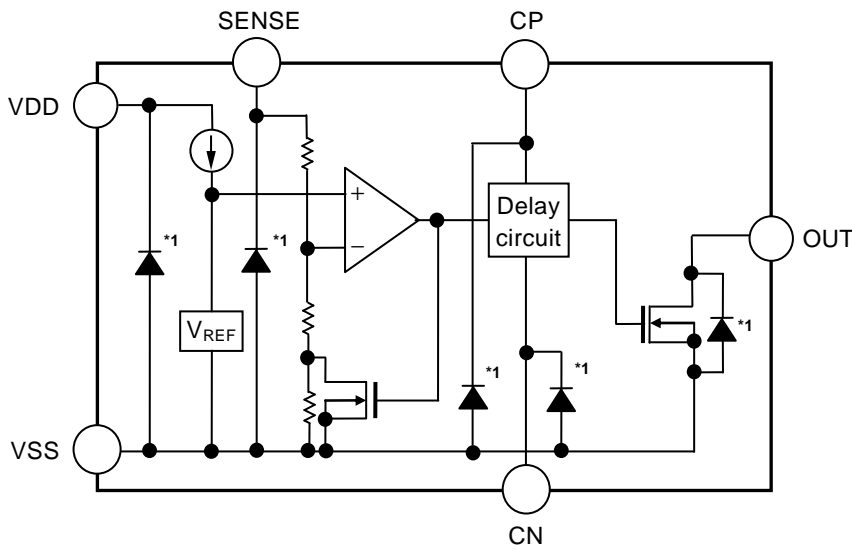 SENSE
CP
VDD
*1
*1
+
−
Delay
circuit
OUT
VREF
*1
*1
*1
VSS
CN